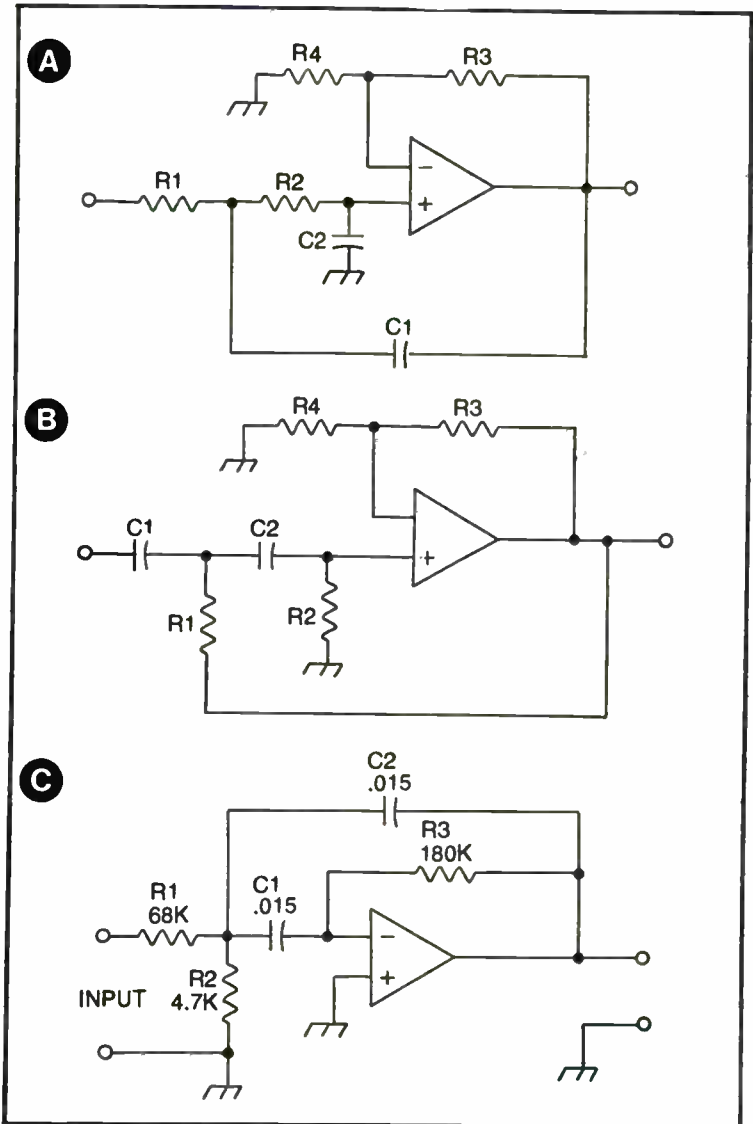 A
R4
R3
R1
R2
−
+
C2
C1
B
R4
R3
C1
C2
+
R1
R2
C
C2
.015
R3
180K
C1
.015
R1
68K
−
+
R2
4.7K
INPUT